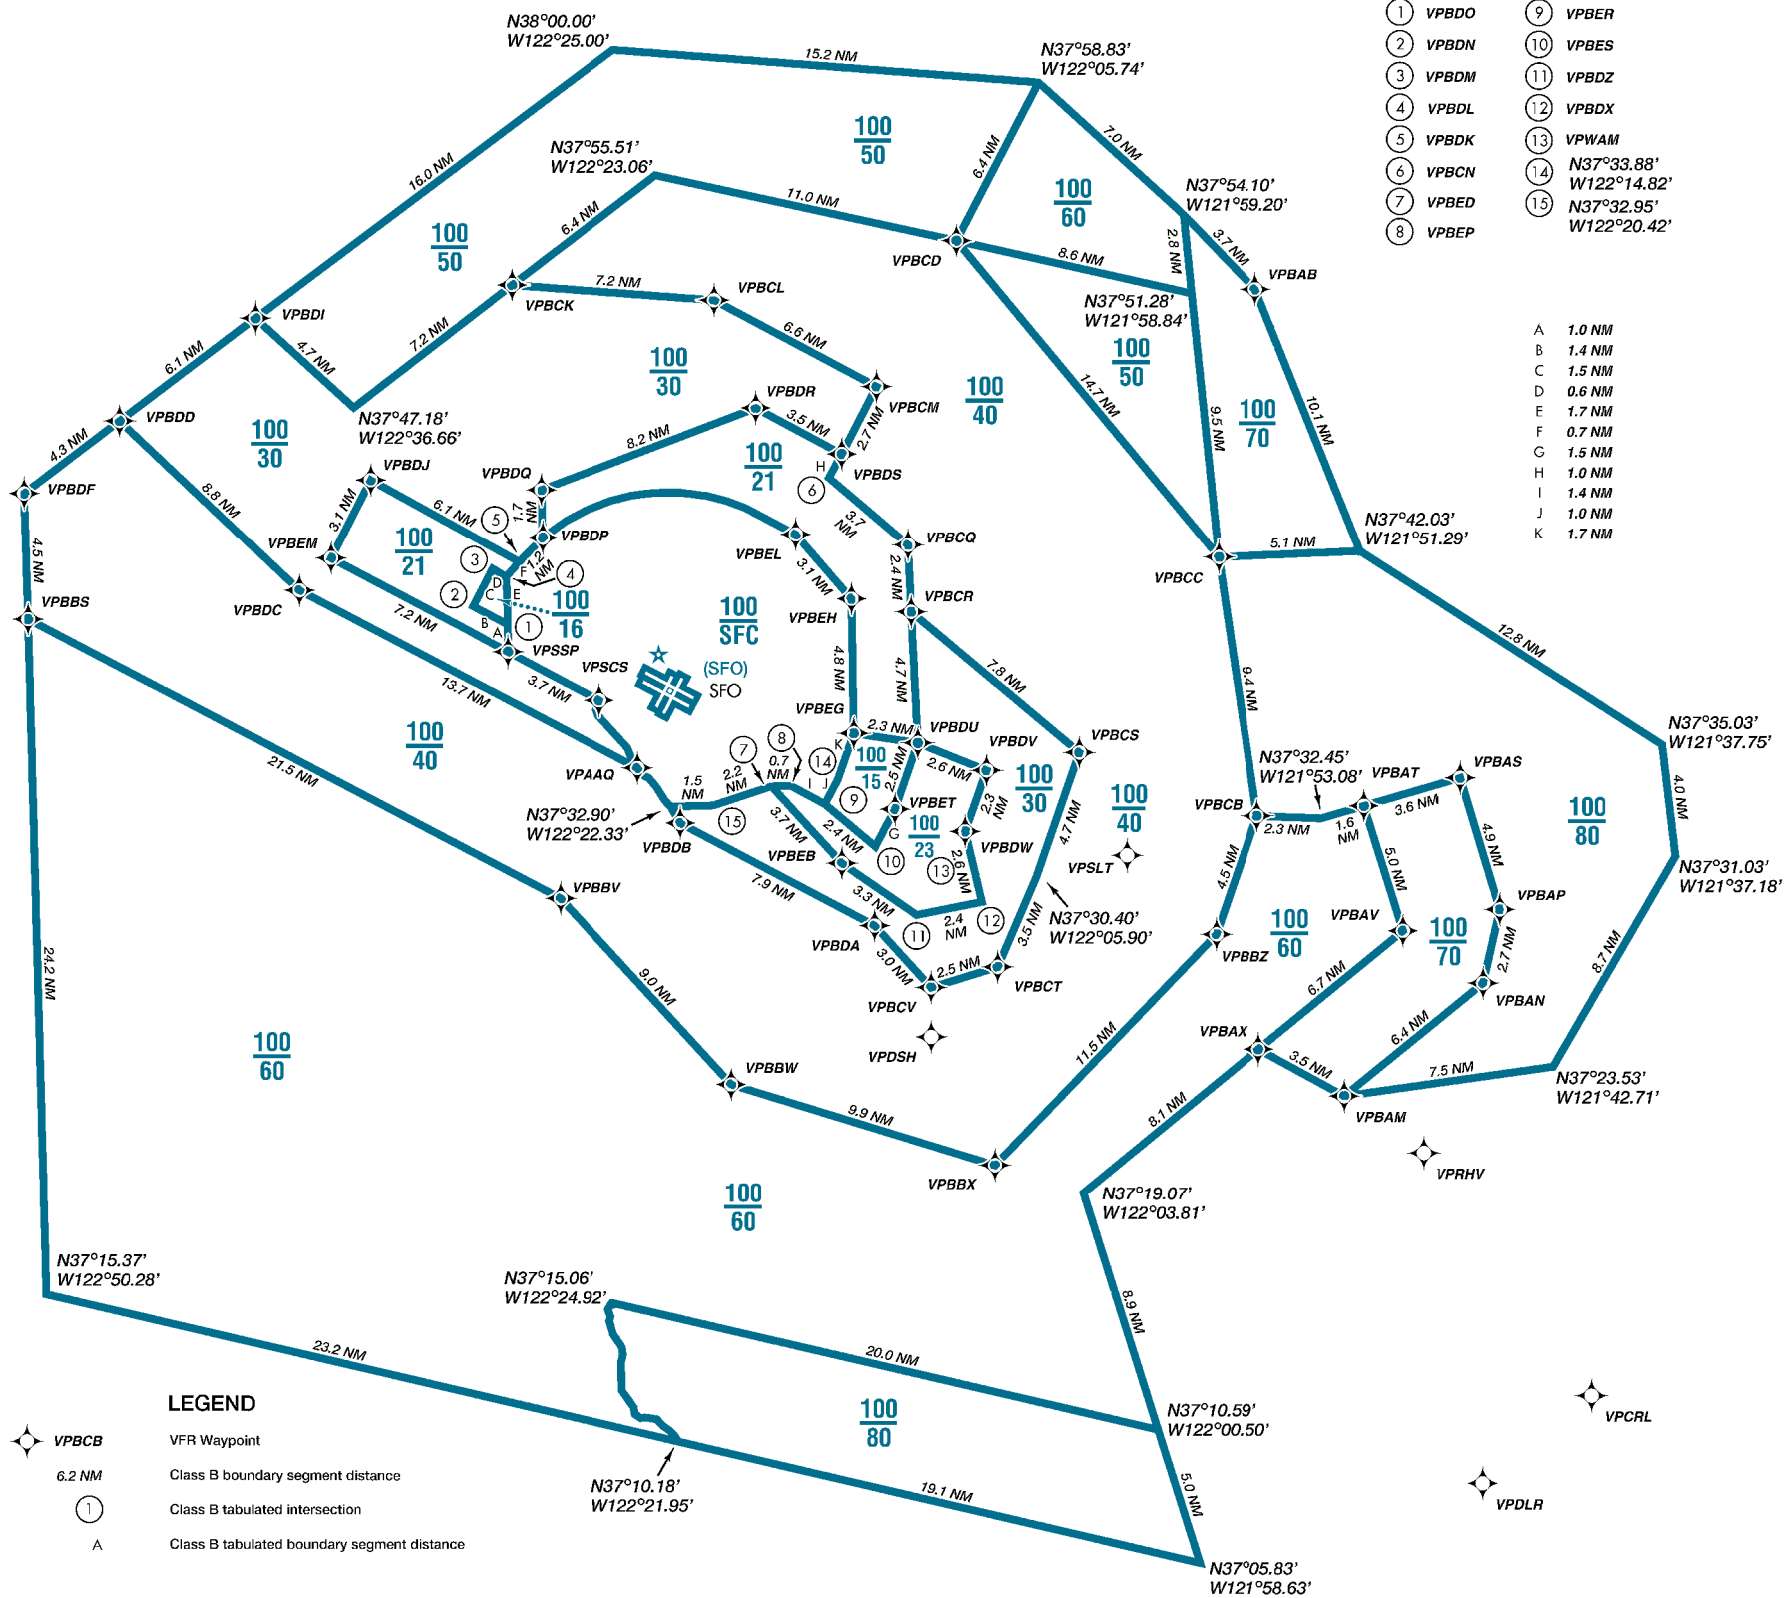 N38°00.00'
W122°25.00'
15.2 NM
N37°58.83'
W122°05.74'
1 VPBDO
2 VPBDN
3 VPBDM
4 VPBDL
5 VPBDK
6 VPBCN
7 VPBED
8 VPBEP
9 VPBER
10 VPBES
11 VPBDZ
12 VPBDX
13 VPWAM
14 N37°33.88'
W122°14.82'
15 N37°32.95'
W122°20.42'
A 1.0 NM
B 1.4 NM
C 1.5 NM
D 0.6 NM
E 1.7 NM
F 0.7 NM
G 1.5 NM
H 1.0 NM
I 1.4 NM
J 1.0 NM
K 1.7 NM
16.0 NM
N37°55.51'
W122°23.06'
100
50
6.4 NM
7.0 NM
11.0 NM
6.4 NM
100
60
N37°54.10'
W121°59.20'
100
50
VPBCD
8.6 NM
2.8 NM
3.7 NM
VPBAB
VPBDI
VPBCK
7.2 NM
VPBCL
N37°51.28'
W121°58.84'
6.1 NM
4.7 NM
7.2 NM
6.6 NM
100
30
100
40
14.7 NM
100
50
9.5 NM
100
70
10.1 NM
VPBDD
N37°47.18'
W122°36.66'
VPBDR
VPBCM
4.3 NM
100
30
8.2 NM
3.5 NM
2.7 NM
VPBDF
VPBDJ
VPBDQ
100
21
H
6
VPBDS
8.8 NM
3.1 NM
6.1 NM
5
1.7
NM
VPBDP
3.7
NM
VPBCQ
N37°42.03'
W121°51.29'
4.5 NM
VPBEM
100
21
3
F
1.2
NM
4
VPBEL
5.1 NM
VPBCC
VPBBS
VPBDC
2
D
C
E
100
16
3.1 NM
2.4 NM
VPBCR
7.2 NM
B
A
1
VPSSP
100
SFC
VPBEH
12.8 NM
13.7 NM
3.7 NM
VPSCS
(SFO)
SFO
4.8 NM
4.7 NM
7.8 NM
9.4 NM
21.5 NM
100
40
VPAAQ
VPBEG
2.3 NM
VPBDU
VPBDV
VPBCS
N37°35.03'
W121°37.75'
8
7
0.7
NM
14
K
100
15
2.5 NM
2.6 NM
100
30
N37°32.45'
W121°53.08'
VPBAT
VPBAS
1.5
NM
2.2
NM
I
J
9
2.3
NM
100
40
N37°32.90'
W122°22.33'
15
VPBET
100
23
G
VPBDW
4.7 NM
VPBCB
2.3 NM
1.6
NM
3.6 NM
100
80
4.0 NM
VPBDB
3.7 NM
VPBEB
2.4 NM
10
13
2.6 NM
VPSLT
4.5 NM
5.0 NM
4.9 NM
N37°31.03'
W121°37.18'
VPBBV
7.9 NM
3.3 NM
11
2.4
NM
12
N37°30.40'
W122°05.90'
100
60
VPBAV
100
70
VPBAP
VPBDA
3.5 NM
VPBBZ
24.2 NM
9.0 NM
3.0 NM
2.5 NM
VPBCT
VPBCV
6.7 NM
2.7 NM
VPBAN
8.7 NM
100
60
VPDSH
11.5 NM
VPBAX
6.4 NM
VPBBW
3.5 NM
7.5 NM
N37°23.53'
W121°42.71'
9.9 NM
8.1 NM
VPBAM
VPRHV
VPBBX
100
60
N37°19.07'
W122°03.81'
N37°15.37'
W122°50.28'
N37°15.06'
W122°24.92'
8.9 NM
23.2 NM
20.0 NM
100
80
N37°10.59'
W122°00.50'
VPCRL
N37°10.18'
W122°21.95'
19.1 NM
5.0 NM
VPDLR
N37°05.83'
W121°58.63'
LEGEND
VPBCB VFR Waypoint
6.2 NM Class B boundary segment distance
1 Class B tabulated intersection
A Class B tabulated boundary segment distance